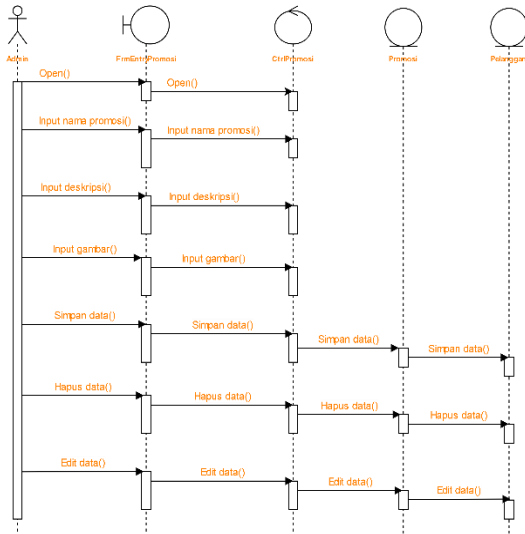 Admin
FrmEntryPromosi
CtrlPromosi
Promosi
Pelanggan
Open()
Open()
Input nama promosi()
Input nama promosi()
Input deskripsi()
Input deskripsi()
Input gambar()
Input gambar()
Simpan data()
Simpan data()
Simpan data()
Simpan data()
Hapus data()
Hapus data()
Hapus data()
Hapus data()
Edit data()
Edit data()
Edit data()
Edit data()